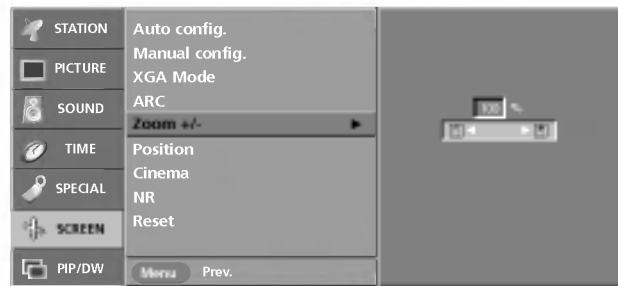 STATION
PICTURE
SOUND
TIME
SPECIAL
SCREEN
PIP/DW
Auto config.
Manual config.
XGA Mode
ARC
Zoom +/-
Position
Cinema
NR
Reset
Menu Prev.
100 %